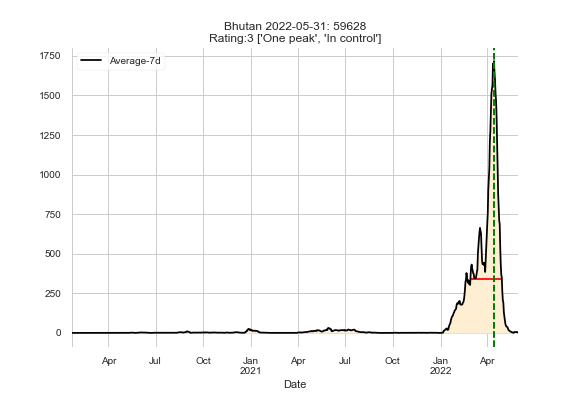 Bhutan 2022-05-31: 59628
Rating:3 ['One peak', 'In control']
Average-7d
1750
1500
1250
1000
750
500
250
0
Apr Jul Oct Jan Apr Jul Oct Jan Apr
2021 2022
Date